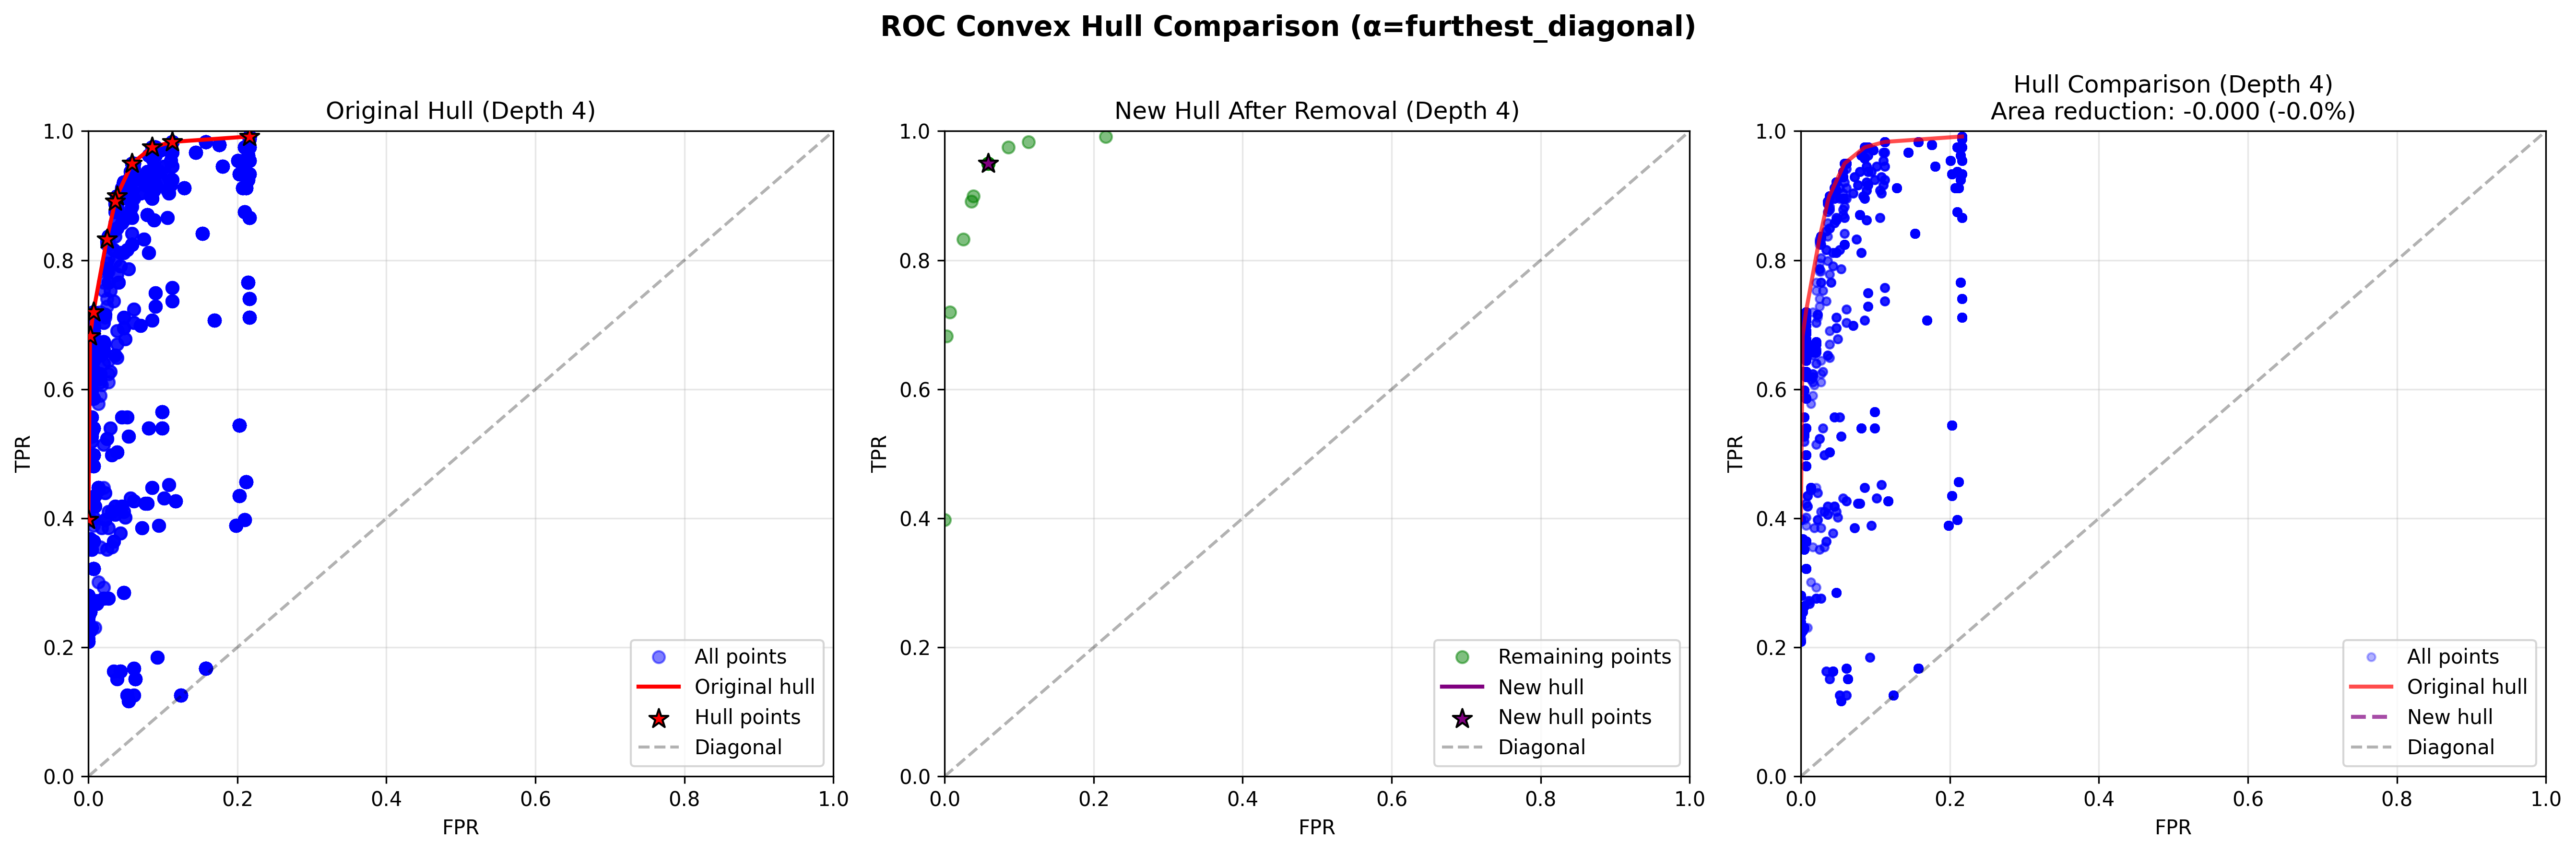 ROC Convex Hull Comparison (α=furthest_diagonal)
Original Hull (Depth 4)
1.0
0.8
0.6
0.4
0.2
0.0
TPR
0.0 0.2 0.4 0.6 0.8 1.0
FPR
All points
Original hull
Hull points
Diagonal
New Hull After Removal (Depth 4)
1.0
0.8
0.6
0.4
0.2
0.0
TPR
0.0 0.2 0.4 0.6 0.8 1.0
FPR
Remaining points
New hull
New hull points
Diagonal
Hull Comparison (Depth 4)
Area reduction: -0.000 (-0.0%)
1.0
0.8
0.6
0.4
0.2
0.0
TPR
0.0 0.2 0.4 0.6 0.8 1.0
FPR
All points
Original hull
New hull
Diagonal